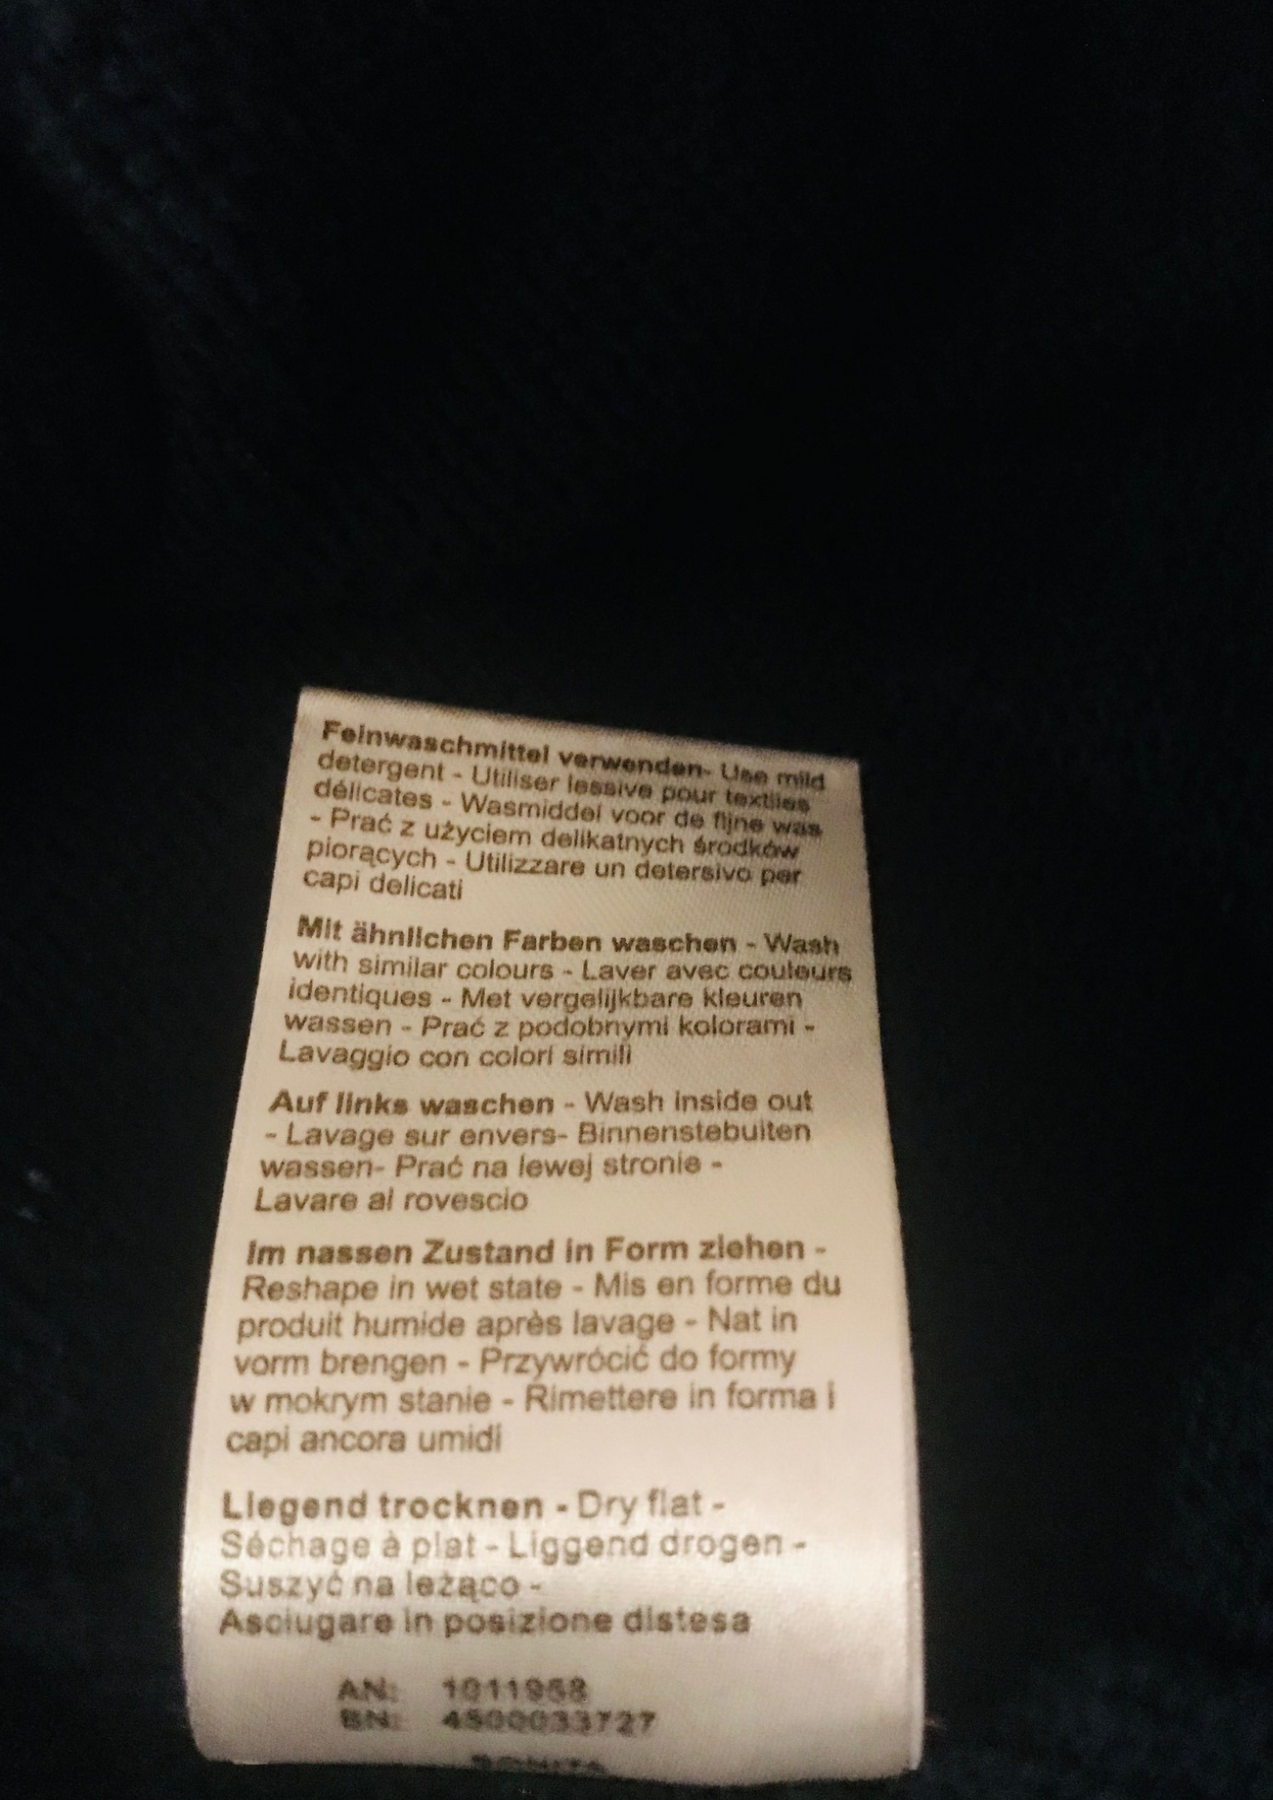 Feinwaschmittel verwenden- Use mild
detergent - Utiliser lessive pour textiles
délicates - Wasmiddel voor de fijne was
- Prać z użyciem delikatnych środków
piorących - Utilizzare un detersivo per
capi delicati
Mit ähnlichen Farben waschen - Wash
with similar colours - Laver avec couleurs
identiques - Met vergelijkbare kleuren
wassen - Prać z podobnymi kolorami -
Lavaggio con colori simili
Auf links waschen - Wash inside out
- Lavage sur envers- Binnenstebuiten
wassen- Prać na lewej stronie -
Lavare al rovescio
Im nassen Zustand in Form ziehen -
Reshape in wet state - Mis en forme du
produit humide après lavage - Nat in
vorm brengen - Przywrócić do formy
w mokrym stanie - Rimettere in forma i
capi ancora umidi
Liegend trocknen - Dry flat -
Séchage à plat - Liggend drogen -
Suszyć na leżąco -
Asciugare in posizione distesa
AN: 1011958
BN: 4500033727
BONITA